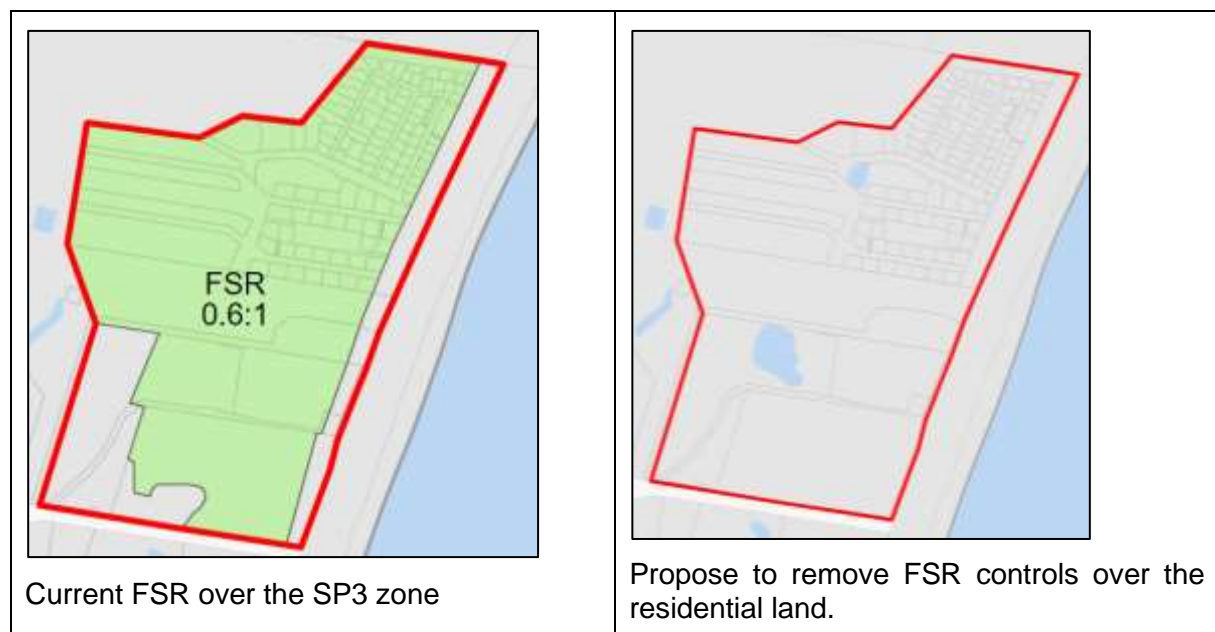 FSR
0.6:1
Current FSR over the SP3 zone
Propose to remove FSR controls over the
residential land.